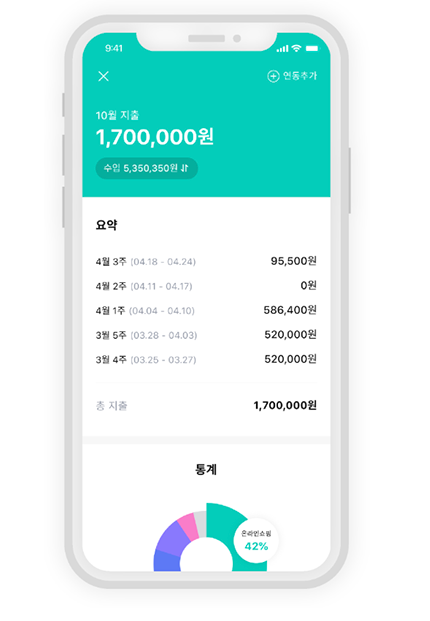 9:41
연동추가
10월 지출
1,700,000원
수입 5,350,350원
요약
4월 3주 (04.18 - 04.24) 95,500원
4월 2주 (04.11 - 04.17) 0원
4월 1주 (04.04 - 04.10) 586,400원
3월 5주 (03.28 - 04.03) 520,000원
3월 4주 (03.25 - 03.27) 520,000원
총 지출 1,700,000원
통계
온라인쇼핑
42%